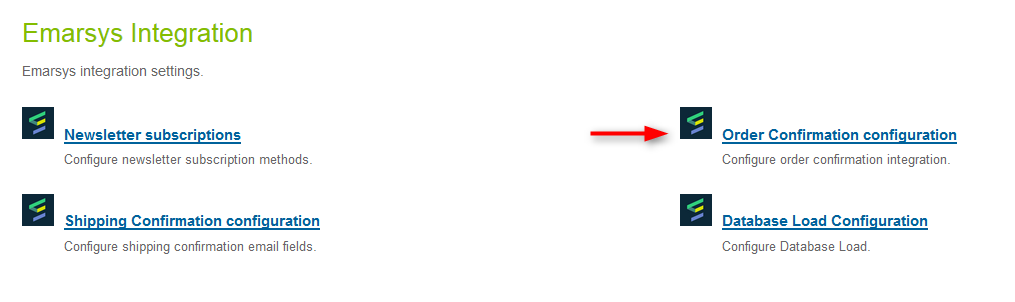 Emarsys Integration
Emarsys integration settings.
Newsletter subscriptions
Configure newsletter subscription methods.
Order Confirmation configuration
Configure order confirmation integration.
Shipping Confirmation configuration
Configure shipping confirmation email fields.
Database Load Configuration
Configure Database Load.